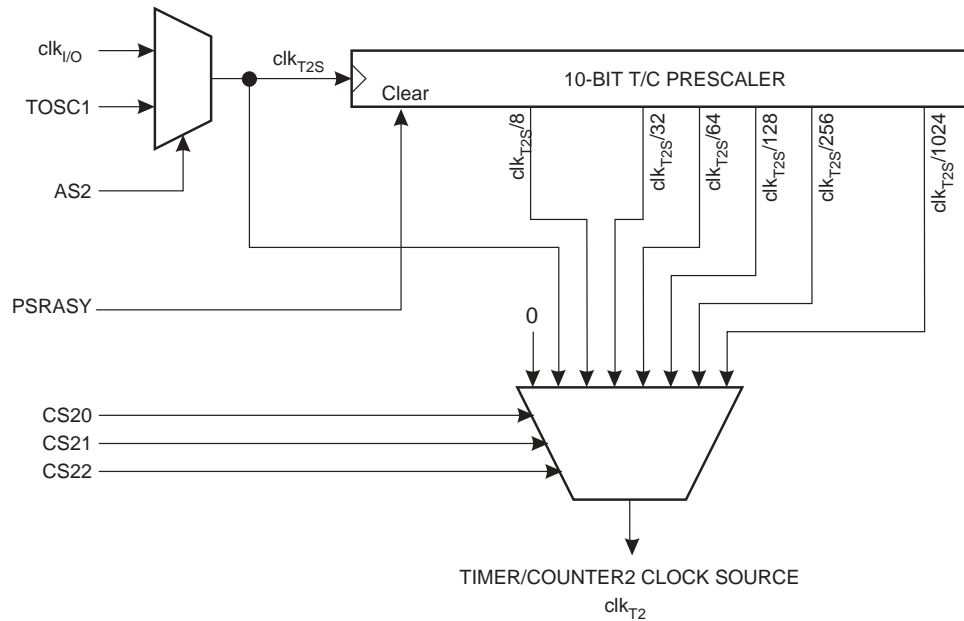 clkI/O
clkT2S
10-BIT T/C PRESCALER
TOSC1
Clear
clkT2S/8
clkT2S/32
clkT2S/64
clkT2S/128
clkT2S/256
clkT2S/1024
AS2
PSRASY
0
CS20
CS21
CS22
TIMER/COUNTER2 CLOCK SOURCE
clkT2